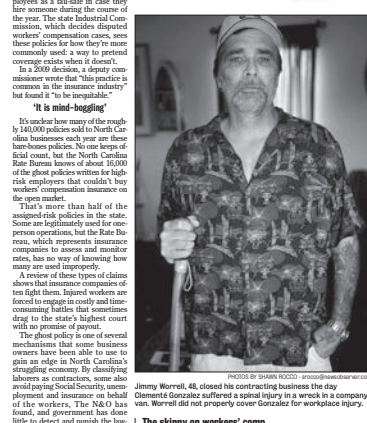 ployees as a fail-safe in case they
hire someone during the course of
the year. The state Industrial Com-
mission, which decides disputed
workers' compensation cases, sees
these policies for how they're more
commonly used: a way to pretend
coverage exists when it doesn't.
In a 2009 decision, a deputy com-
missioner wrote that "this practice is
common in the insurance industry"
but found it "to be inequitable."
'It is mind-boggling'
It's unclear how many of the rough-
ly 140,000 policies sold to North Car-
olina businesses each year are these
bare-bones policies. No one keeps of-
ficial count, but the North Carolina
Rate Bureau knows of about 16,000
of the ghost policies written for high-
risk employers that couldn't buy
workers compensation insurance on
the open market.
That's more than half of the
assigned-risk policies in the state.
Some are legitimately used for one-
person operations, but the Rate Bu-
reau, which represents insurance
companies to assess and monitor
rates, has no way of knowing how
many are used improperly.
A review of these types of claims
shows that insurance companies of-
ten fight them. Injured workers are
forced to engage in costly and time-
consuming battles that sometimes
drag to the state's highest court
with no promise of payout.
The ghost policy is one of several
mechanisms that some business
owners have been able to use to
gain an edge in North Carolina's
struggling economy. By classifying
laborers as contractors, some also
avoid paying Social Security, unem-
ployment and insurance on behalf
of the workers, The N&O has
found, and government has done
little to detect and punish the law-
PHOTOS BY SHAWN ROCCO - srocco@newsobserver.co
Jimmy Worrell, 48, closed his contracting business the day
Clementé Gonzalez suffered a spinal injury in a wreck in a company
van. Worrell did not properly cover Gonzalez for workplace injury.
The skinny on workers' comp